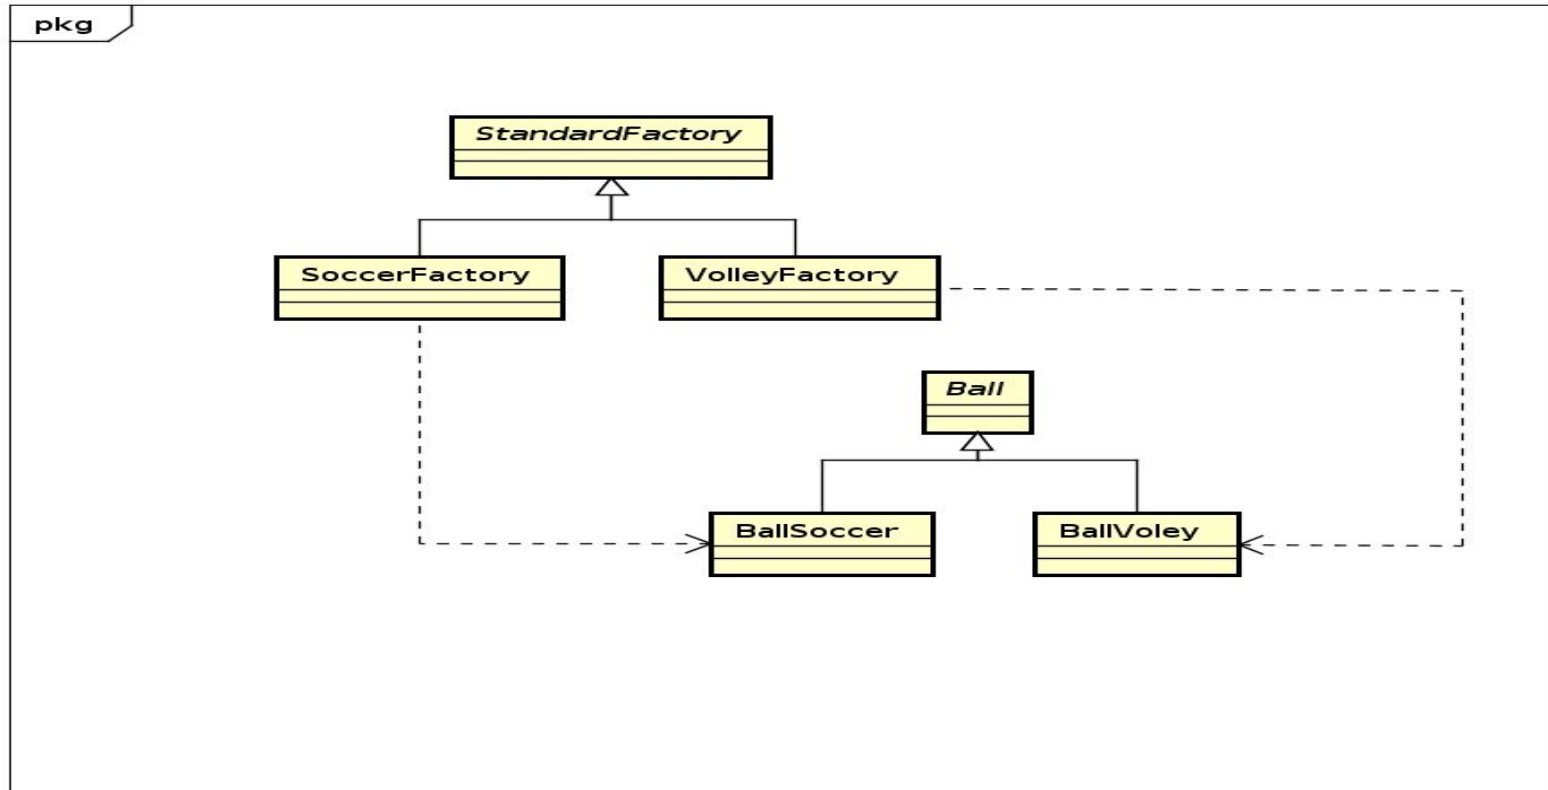 pkg
StandardFactory
SoccerFactory
VolleyFactory
Ball
BallSoccer
BallVoley